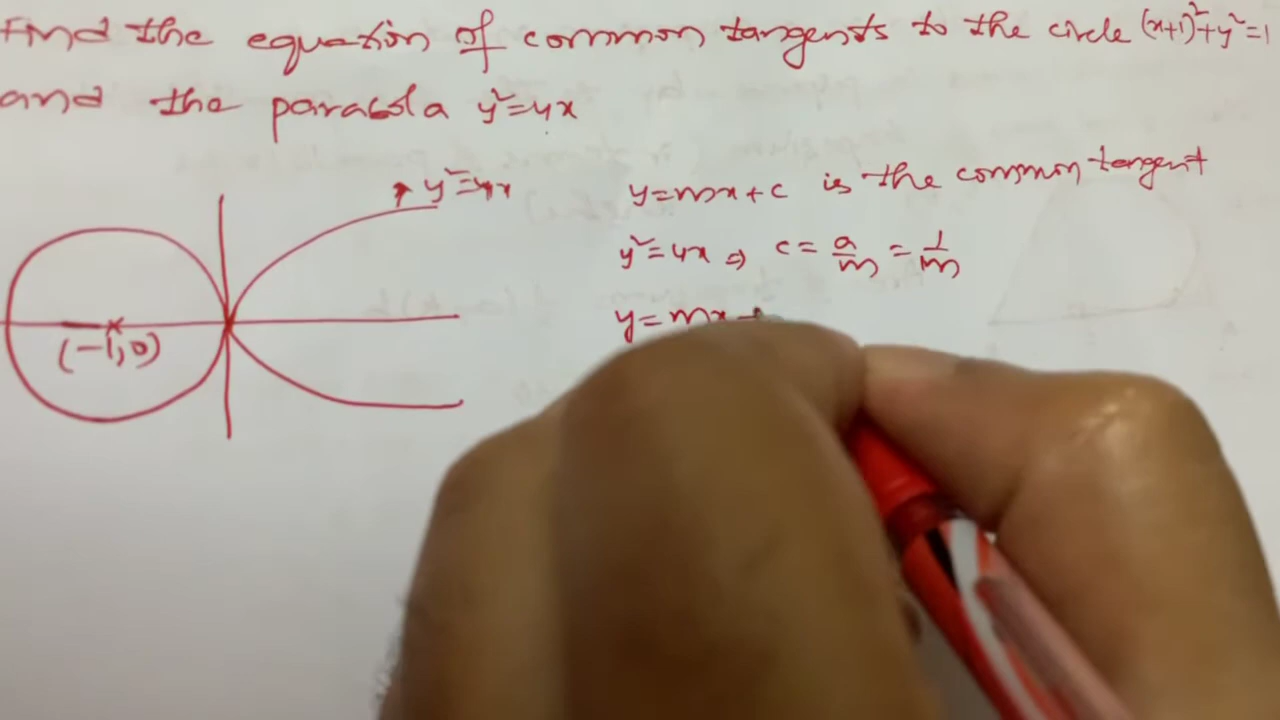 Find the equation of common tangents to the circle (x+1)²+y²=1
and the parabola y²=4x
y²=4x
(-1,0)
y=mx+c is the common tangent
y²=4x ⇒ c = a/m = 1/m
y=mx+